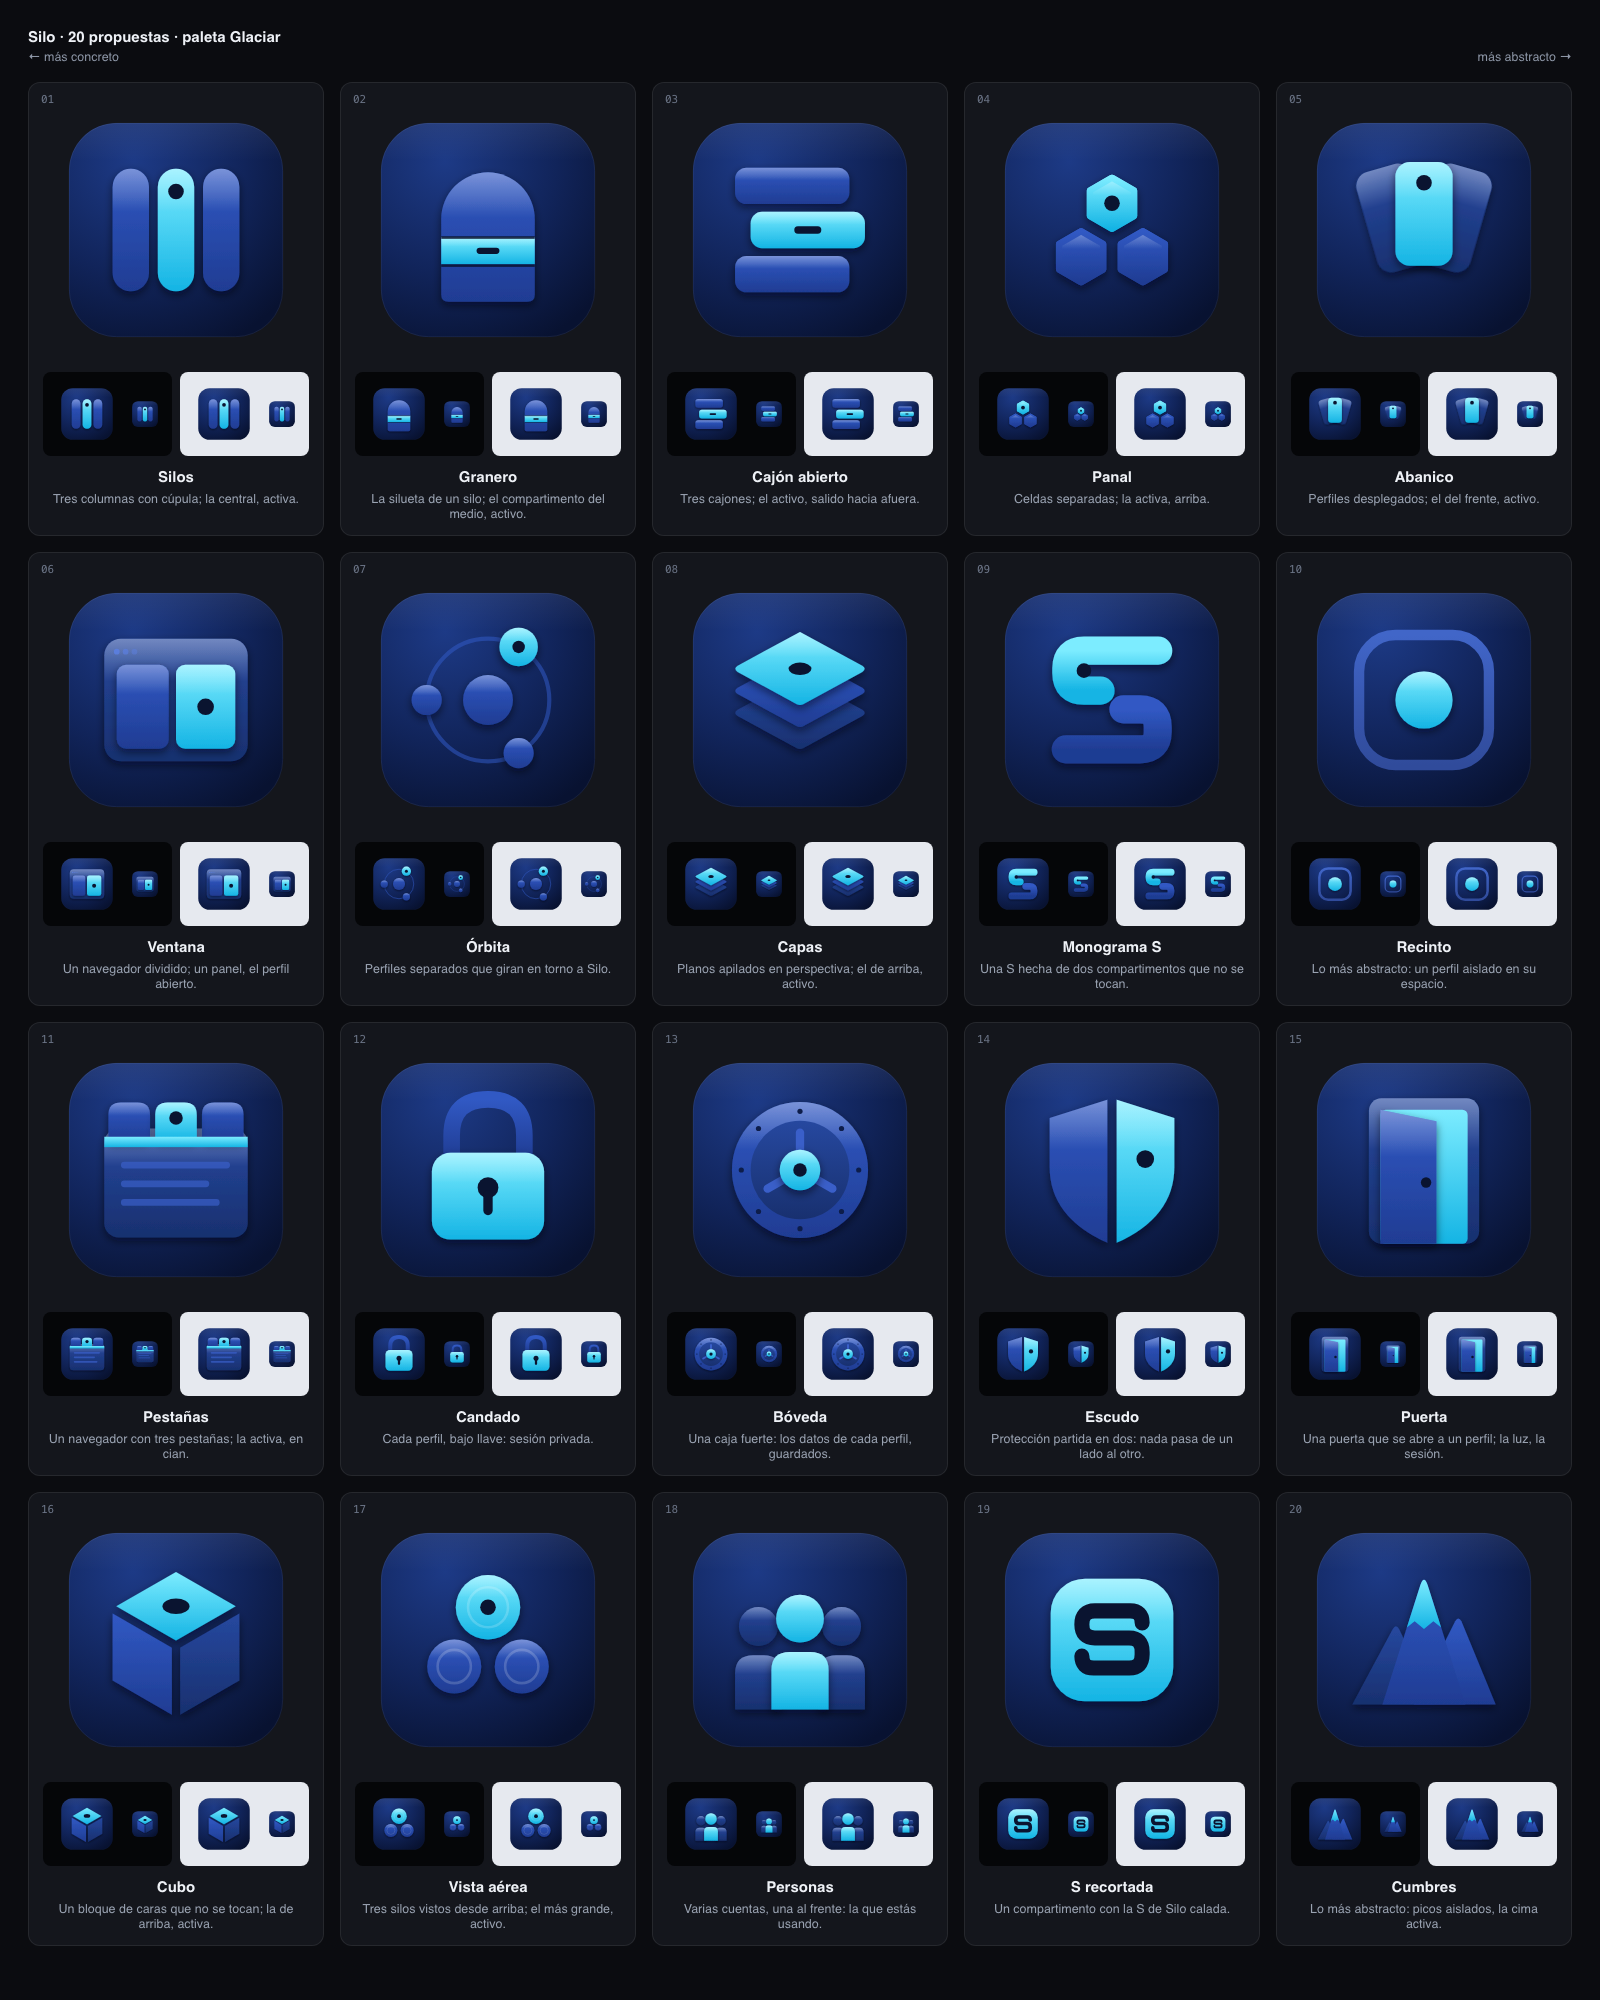 Silo · 20 propuestas · paleta Glaciar
← más concreto
más abstracto →
01
02
03
04
05
Silos
Tres columnas con cúpula; la central, activa.
Granero
La silueta de un silo; el compartimento del
medio, activo.
Cajón abierto
Tres cajones; el activo, salido hacia afuera.
Panal
Celdas separadas; la activa, arriba.
Abanico
Perfiles desplegados; el del frente, activo.
06
07
08
09
10
Ventana
Un navegador dividido; un panel, el perfil
abierto.
Órbita
Perfiles separados que giran en torno a Silo.
Capas
Planos apilados en perspectiva; el de arriba,
activo.
Monograma S
Una S hecha de dos compartimentos que no se
tocan.
Recinto
Lo más abstracto: un perfil aislado en su
espacio.
11
12
13
14
15
Pestañas
Un navegador con tres pestañas; la activa, en
cian.
Candado
Cada perfil, bajo llave: sesión privada.
Bóveda
Una caja fuerte: los datos de cada perfil,
guardados.
Escudo
Protección partida en dos: nada pasa de un
lado al otro.
Puerta
Una puerta que se abre a un perfil; la luz, la
sesión.
16
17
18
19
20
Cubo
Un bloque de caras que no se tocan; la de
arriba, activa.
Vista aérea
Tres silos vistos desde arriba; el más grande,
activo.
Personas
Varias cuentas, una al frente: la que estás
usando.
S recortada
Un compartimento con la S de Silo calada.
Cumbres
Lo más abstracto: picos aislados, la cima
activa.